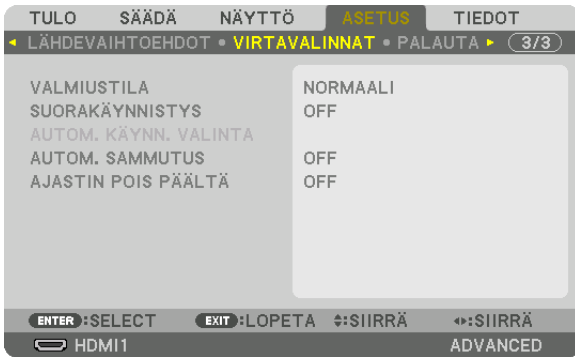 TULO SÄÄDÄ NÄYTTÖ ASETUS TIEDOT
◄ LÄHDEVAIHTOEHDOT • VIRTAVALINNAT • PALAUTA ► 3/3
VALMIUSTILA NORMAALI
SUORAKÄYNNISTYS OFF
AUTOM. KÄYNN. VALINTA
AUTOM. SAMMUTUS OFF
AJASTIN POIS PÄÄLTÄ OFF
ENTER :SELECT EXIT :LOPETA :SIIRRÄ :SIIRRÄ
HDMI1 ADVANCED